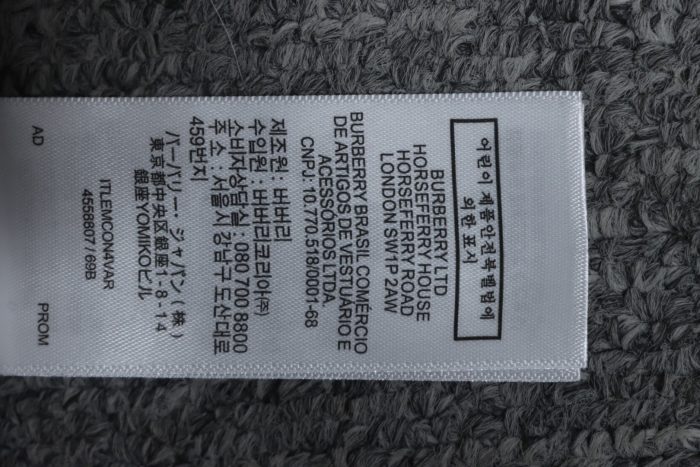 어린이 제품안전특별법에
의한 표시
BURBERRY LTD
HORSEFERRY HOUSE
HORSEFERRY ROAD
LONDON SW1P 2AW
BURBERRY BRASIL COMÉRCIO
DE ARTIGOS DE VESTUÁRIO E
ACESSÓRIOS LTDA.
CNPJ: 10.770.518/0001-68
제조원: 버버리
수입원: 버버리코리아(주)
소비자상담실: 080 700 8800
주 소: 서울시 강남구 도산대로
459번지
バーバリー・ジャパン(株)
東京都中央区銀座1-8-14
銀座YOMIKOビル
ITLEMCON4VAR
4558807 / 69B
AD PROM